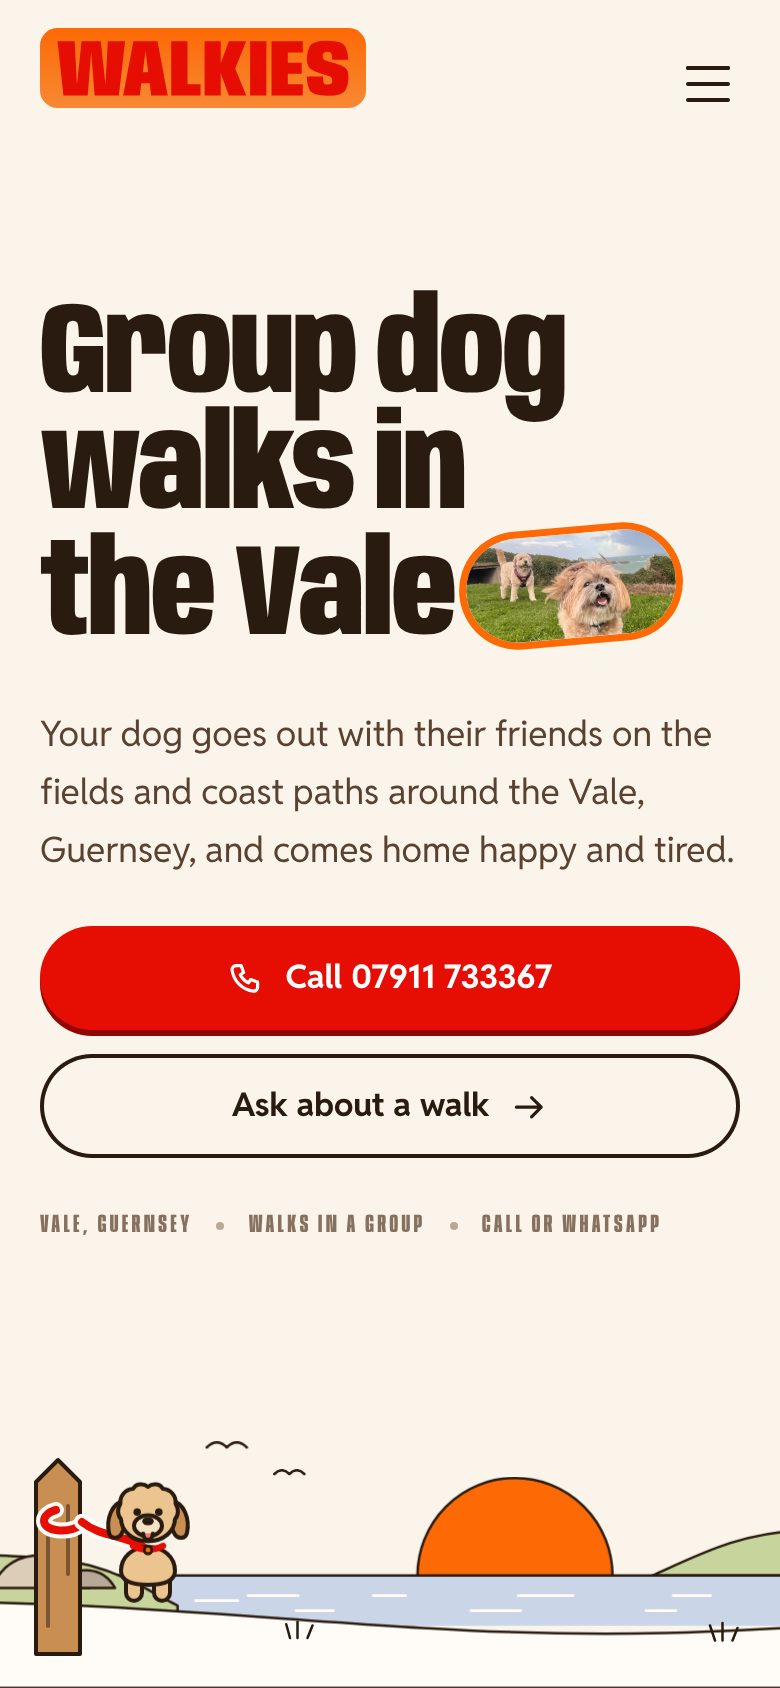 WALKIES
Group dog
walks in
the Vale
Your dog goes out with their friends on the
fields and coast paths around the Vale,
Guernsey, and comes home happy and tired.
Call 07911 733367
Ask about a walk →
VALE, GUERNSEY • WALKS IN A GROUP • CALL OR WHATSAPP